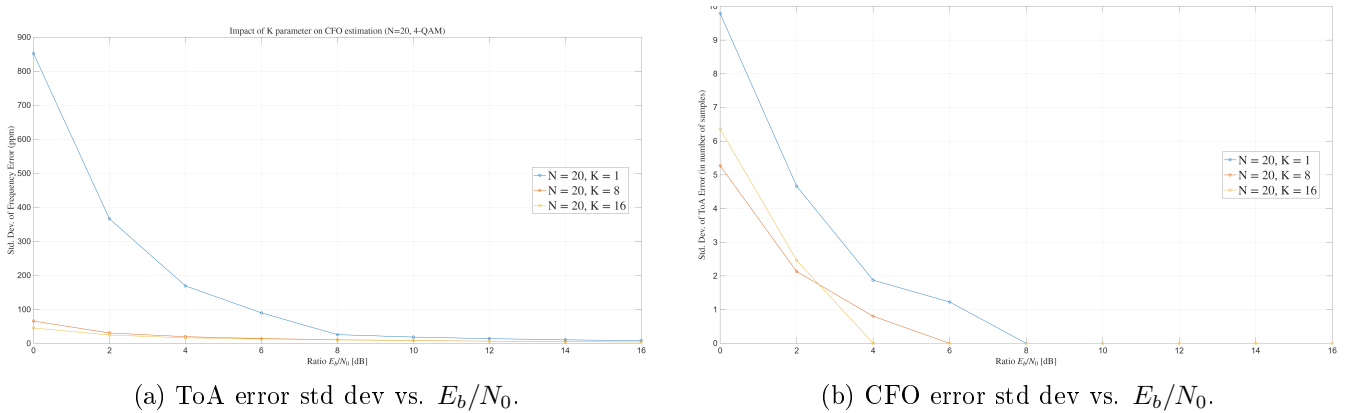 Impact of K parameter on CFO estimation (N=20, 4-QAM)
900
800
700
600
500
400
300
200
100
0
Std. Dev. of Frequency Error (ppm)
N = 20, K = 1
N = 20, K = 8
N = 20, K = 16
0 2 4 6 8 10 12 14 16
Ratio E_b/N_0 [dB]
(a) ToA error std dev vs. E_b/N_0.
10
9
8
7
6
5
4
3
2
1
0
Std. Dev. of ToA Error (in number of samples)
N = 20, K = 1
N = 20, K = 8
N = 20, K = 16
0 2 4 6 8 10 12 14 16
Ratio E_b/N_0 [dB]
(b) CFO error std dev vs. E_b/N_0.